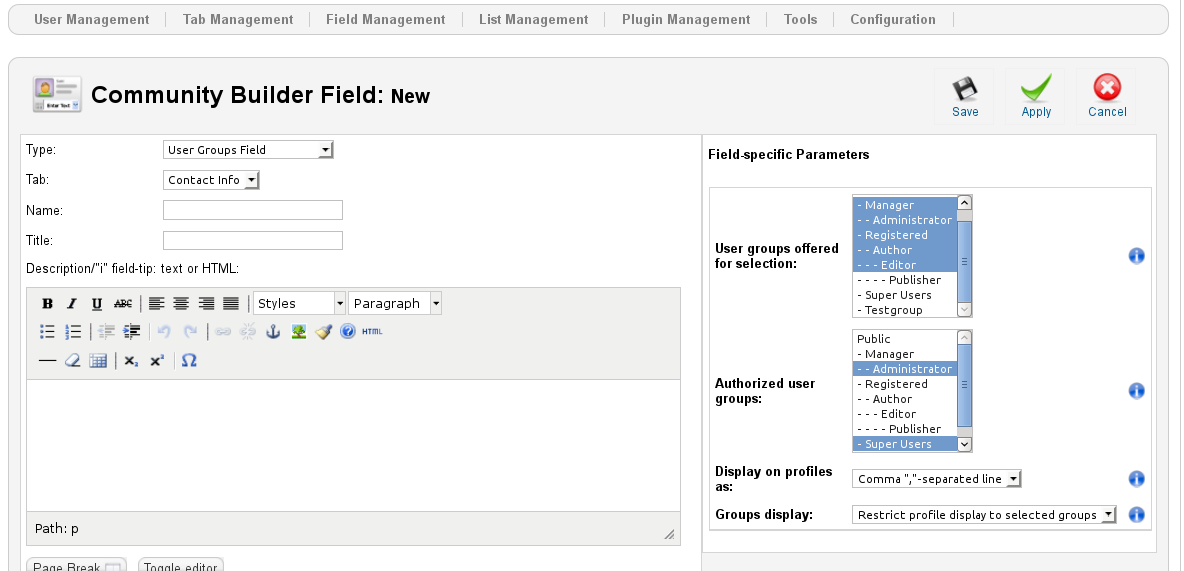 User Management Tab Management Field Management List Management Plugin Management Tools Configuration
Enter Text
Community Builder Field: New
Save Apply Cancel
Type: User Groups Field
Tab: Contact Info
Name:
Title:
Description/"i" field-tip: text or HTML:
B I U ABC Styles Paragraph
HTML
Path: p
Page Break Toggle editor
Field-specific Parameters
User groups offered for selection:
- Manager
- - Administrator
- Registered
- - Author
- - - Editor
- - - - Publisher
- Super Users
- Testgroup
Authorized user groups:
Public
- Manager
- - Administrator
- Registered
- - Author
- - - Editor
- - - - Publisher
- Super Users
Display on profiles as: Comma ","-separated line
Groups display: Restrict profile display to selected groups